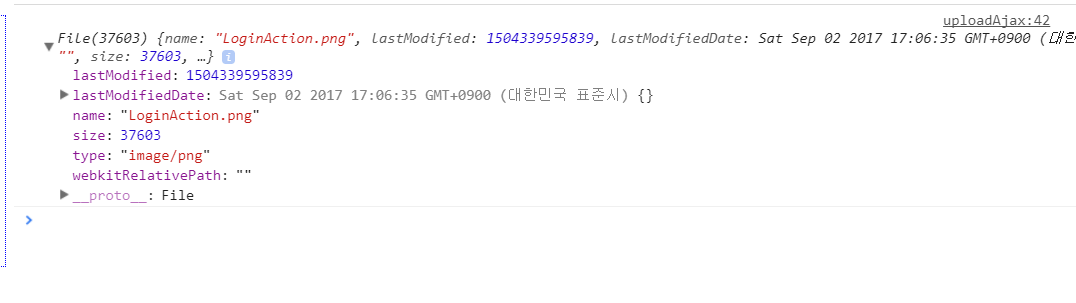 uploadAjax:42
File(37603) {name: "LoginAction.png", lastModified: 1504339595839, lastModifiedDate: Sat Sep 02 2017 17:06:35 GMT+0900 (대한
"", size: 37603, …} i
lastModified: 1504339595839
lastModifiedDate: Sat Sep 02 2017 17:06:35 GMT+0900 (대한민국 표준시) {}
name: "LoginAction.png"
size: 37603
type: "image/png"
webkitRelativePath: ""
__proto__: File